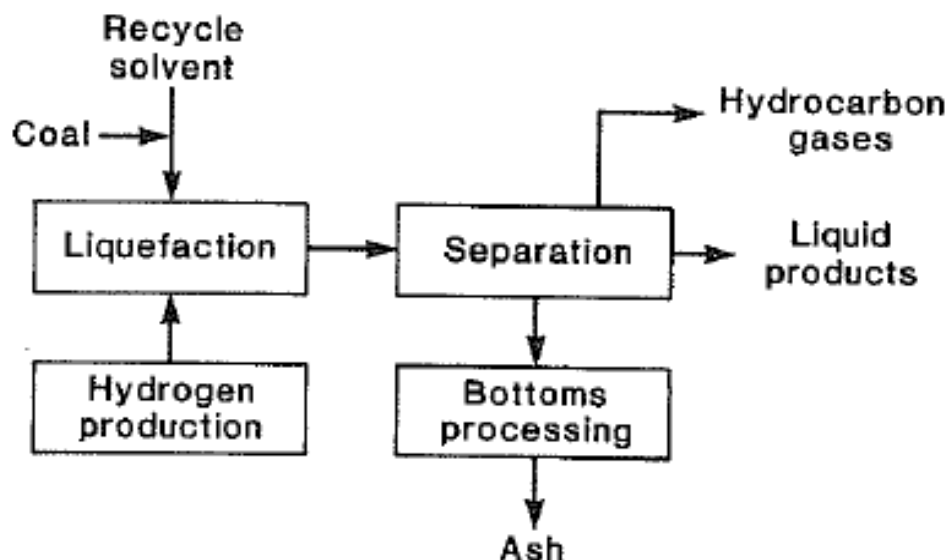 Recycle
solvent
Coal
Hydrocarbon
gases
Liquefaction
Separation
Liquid
products
Hydrogen
production
Bottoms
processing
Ash